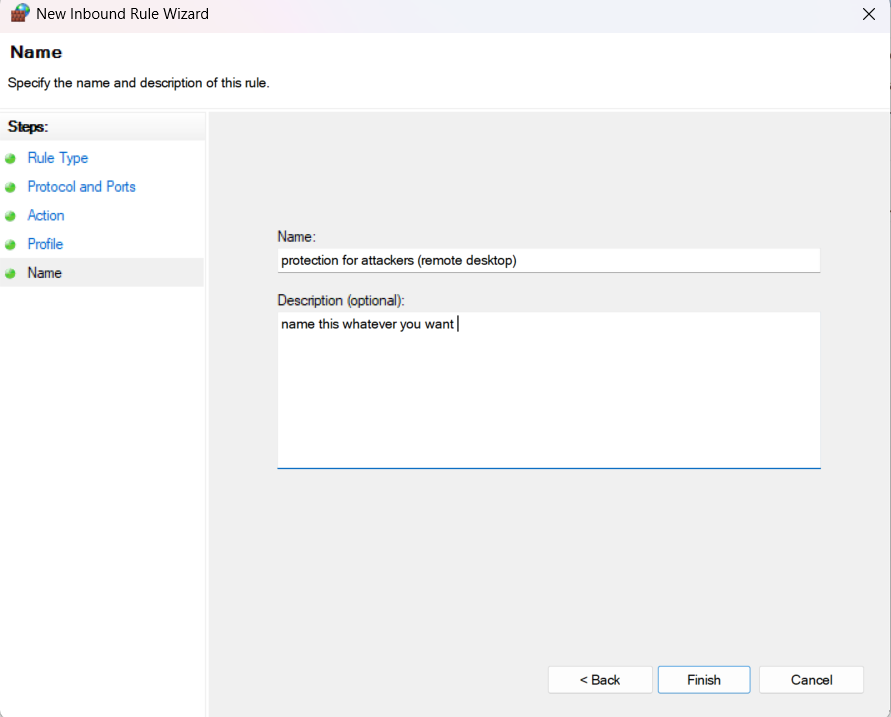 New Inbound Rule Wizard
Name
Specify the name and description of this rule.
Steps:
Rule Type
Protocol and Ports
Action
Profile
Name
Name:
protection for attackers (remote desktop)
Description (optional):
name this whatever you want
< Back
Finish
Cancel